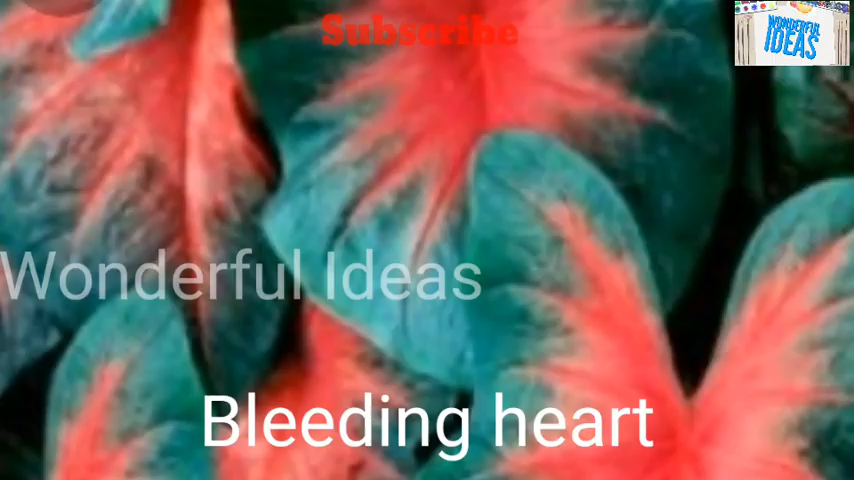 Subscribe
WONDERFUL
IDEAS
Wonderful Ideas
Bleeding heart